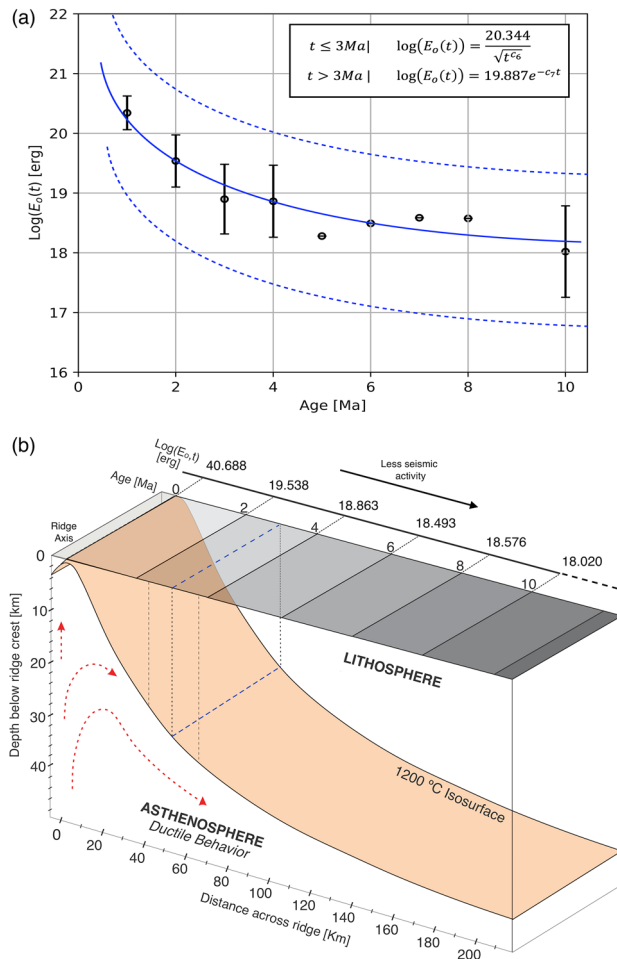 (a)
22
21
20
19
18
17
16
Log(Eₒ(t)) [erg]
t ≤ 3Ma| log(Eₒ(t)) = 20.344 / √t^c₆
t > 3Ma | log(Eₒ(t)) = 19.887e^−c₇t
0 2 4 6 8 10
Age [Ma]
(b)
Log(Eₒ,t)
[erg]
40.688
19.538
18.863
18.493
18.576
18.020
Less seismic
activity
Age [Ma]
0
2
4
6
8
10
Ridge
Axis
0
10
20
30
40
Depth below ridge crest [km]
LITHOSPHERE
1200 °C Isosurface
ASTHENOSPHERE
Ductile Behavior
0 20 40 60 80 100 120 140 160 180 200
Distance across ridge [Km]